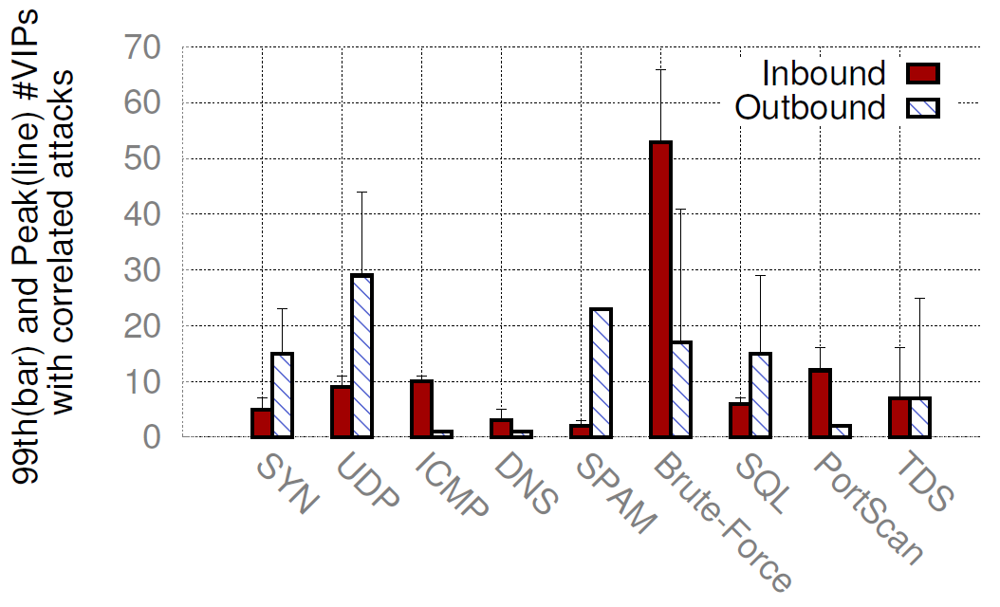 99th(bar) and Peak(line) #VIPs
with correlated attacks
70
60
50
40
30
20
10
0
Inbound
Outbound
SYN
UDP
ICMP
DNS
SPAM
Brute-Force
SQL
PortScan
TDS